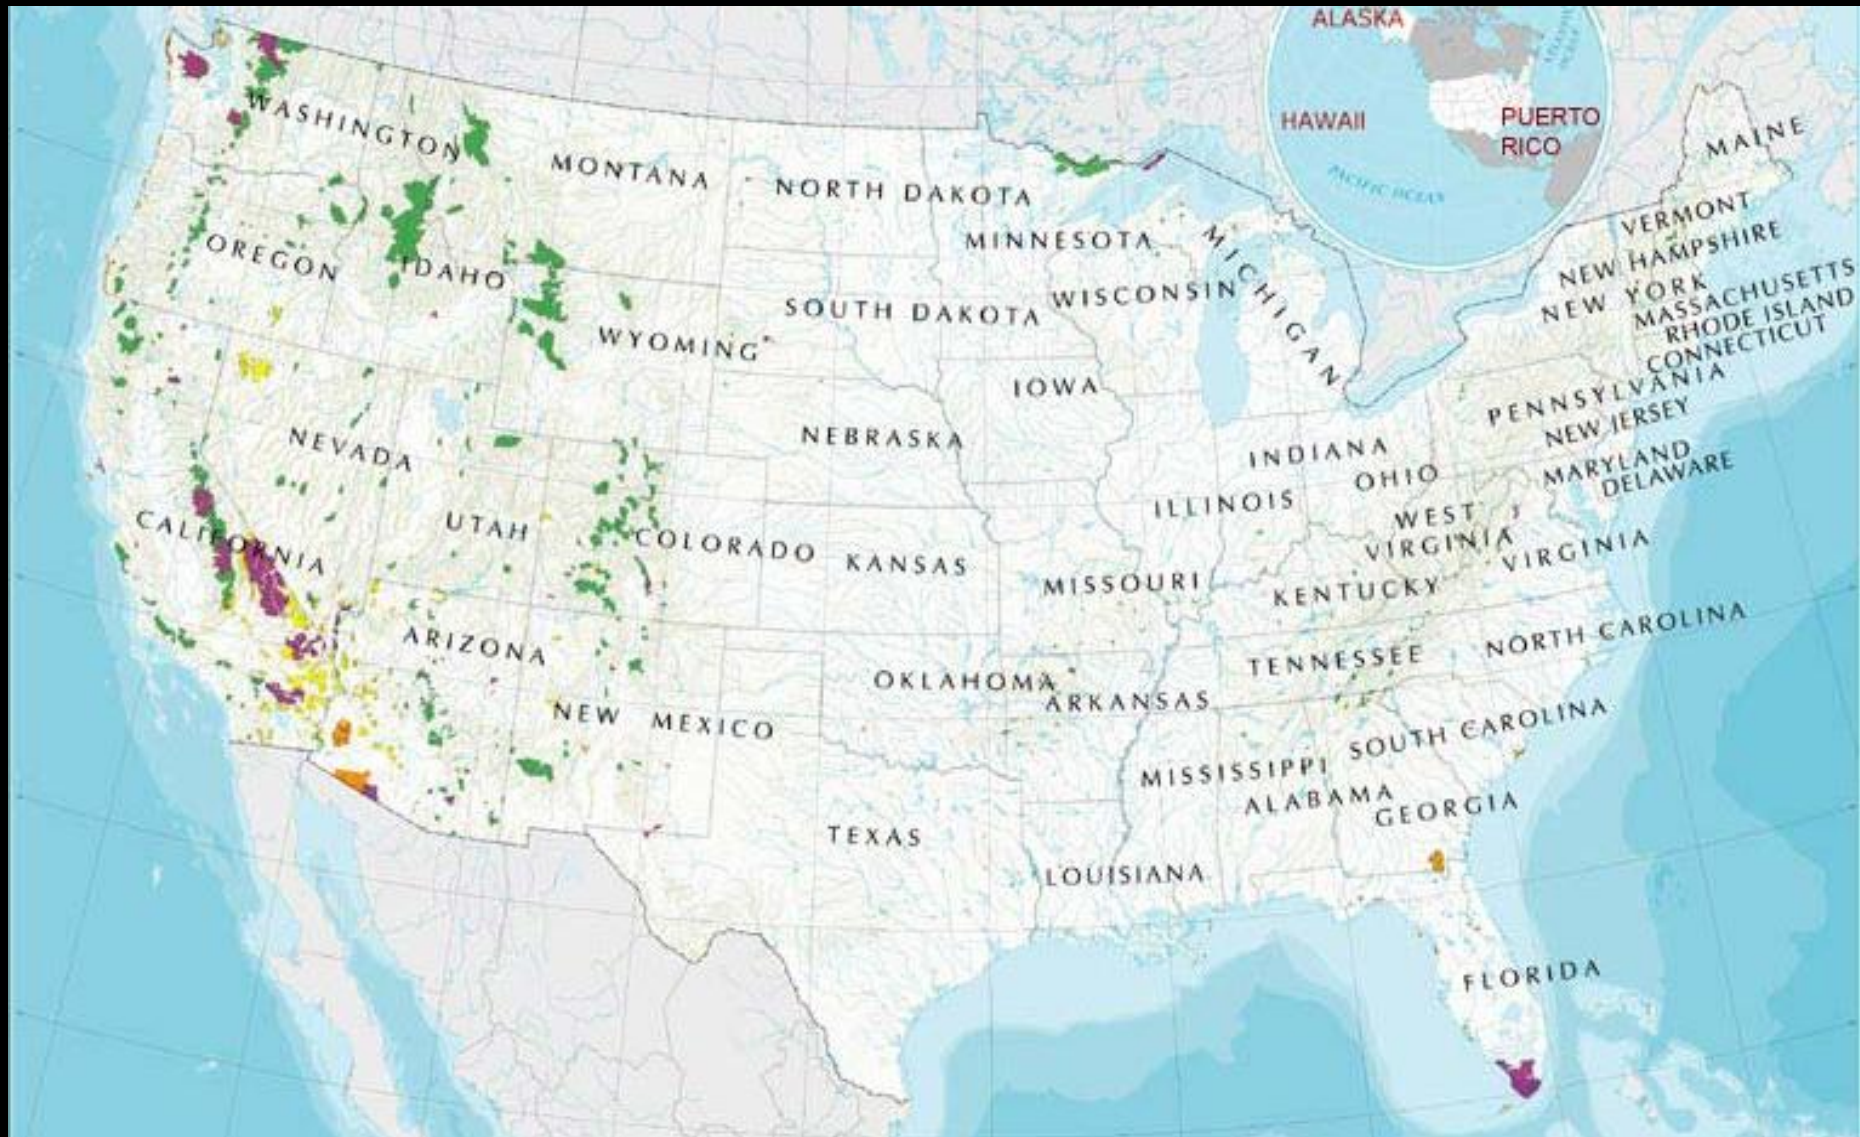 ALASKA
HAWAII
PUERTO
RICO
PACIFIC OCEAN
WASHINGTON
MONTANA
NORTH DAKOTA
MINNESOTA
MICHIGAN
MAINE
VERMONT
NEW HAMPSHIRE
NEW YORK
MASSACHUSETTS
RHODE ISLAND
CONNECTICUT
OREGON
IDAHO
WYOMING
SOUTH DAKOTA
WISCONSIN
IOWA
PENNSYLVANIA
NEW JERSEY
NEVADA
NEBRASKA
INDIANA
OHIO
MARYLAND
DELAWARE
ILLINOIS
WEST
VIRGINIA
VIRGINIA
CALIFORNIA
UTAH
COLORADO
KANSAS
MISSOURI
KENTUCKY
ARIZONA
NEW MEXICO
OKLAHOMA
ARKANSAS
TENNESSEE
NORTH CAROLINA
SOUTH CAROLINA
MISSISSIPPI
ALABAMA
GEORGIA
TEXAS
LOUISIANA
FLORIDA